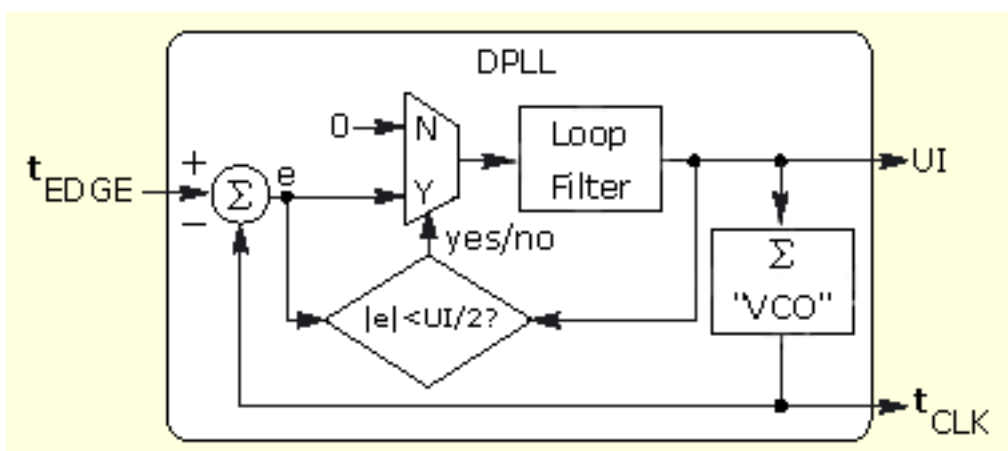 DPLL
0
N
Loop
Filter
+
t EDGE
Σ
e
Y
UI
−
yes/no
Σ
"VCO"
|e|<UI/2?
t CLK